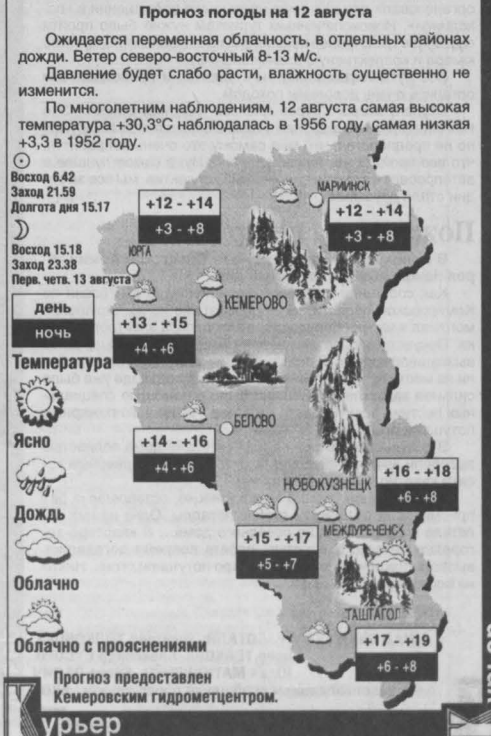 Прогноз погоды на 12 августа
Ожидается переменная облачность, в отдельных районах
дожди. Ветер северо-восточный 8-13 м/с.
Давление будет слабо расти, влажность существенно не
изменится.
По многолетним наблюдениям, 12 августа самая высокая
температура +30,3°С наблюдалась в 1956 году, самая низкая
+3,3 в 1952 году.
Восход 6.42
Заход 21.59
Долгота дня 15.17
Восход 15.18
Заход 23.38
Перв. четв. 13 августа
день
ночь
Температура
Ясно
Дождь
Облачно
Облачно с прояснениями
+12 - +14
+3 - +8
МАРИИНСК
+12 - +14
+3 - +8
ЮРГА
КЕМЕРОВО
+13 - +15
+4 - +6
БЕЛОВО
+14 - +16
+4 - +6
НОВОКУЗНЕЦК
+16 - +18
+6 - +8
МЕЖДУРЕЧЕНСК
+15 - +17
+5 - +7
ТАШТАГОЛ
+17 - +19
+6 - +8
Прогноз предоставлен
Кемеровским гидрометцентром.
Курьер